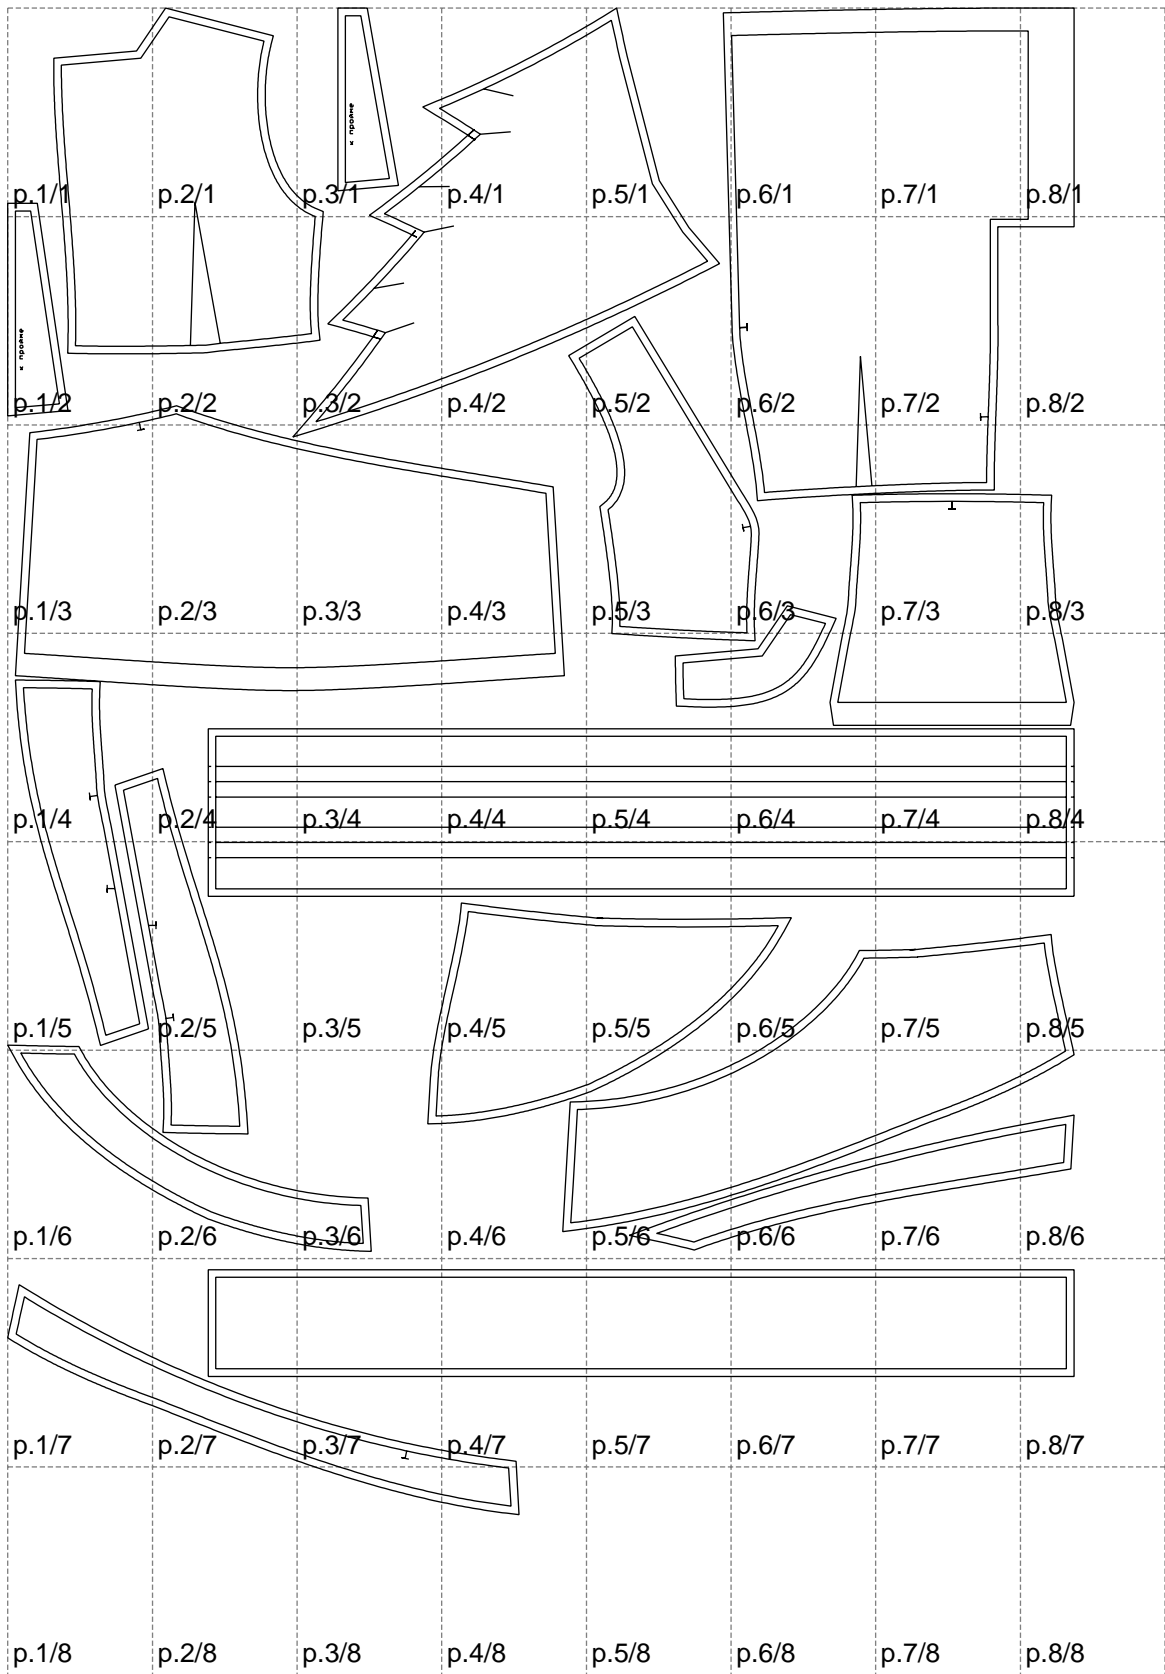 к пройме
p.1/1 p.2/1 p.3/1 p.4/1 p.5/1 p.6/1 p.7/1 p.8/1
к пройме
p.1/2 p.2/2 p.3/2 p.4/2 p.5/2 p.6/2 p.7/2 p.8/2
p.1/3 p.2/3 p.3/3 p.4/3 p.5/3 p.6/3 p.7/3 p.8/3
p.1/4 p.2/4 p.3/4 p.4/4 p.5/4 p.6/4 p.7/4 p.8/4
p.1/5 p.2/5 p.3/5 p.4/5 p.5/5 p.6/5 p.7/5 p.8/5
p.1/6 p.2/6 p.3/6 p.4/6 p.5/6 p.6/6 p.7/6 p.8/6
p.1/7 p.2/7 p.3/7 p.4/7 p.5/7 p.6/7 p.7/7 p.8/7
p.1/8 p.2/8 p.3/8 p.4/8 p.5/8 p.6/8 p.7/8 p.8/8